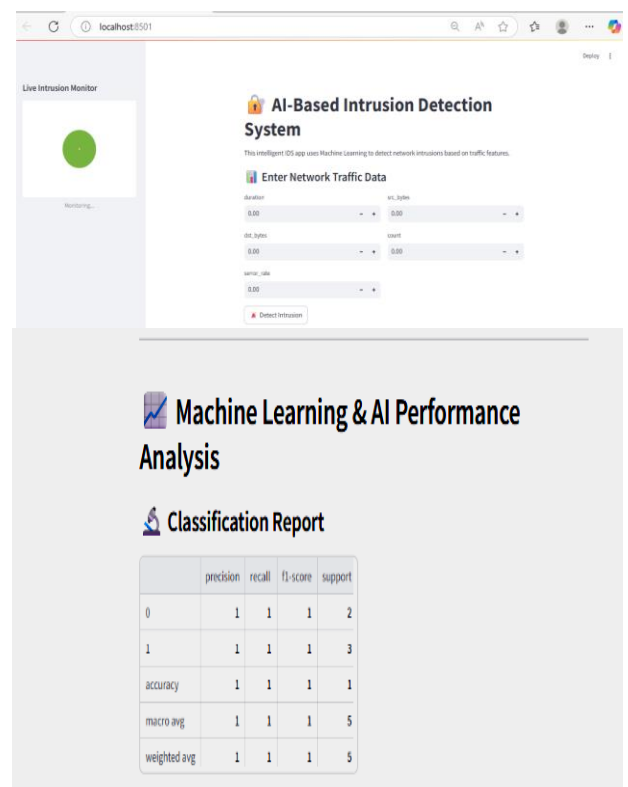 localhost:8501
Deploy
Live Intrusion Monitor
Monitoring...
AI-Based Intrusion Detection
System
This intelligent IDS app uses Machine Learning to detect network intrusions based on traffic features.
Enter Network Traffic Data
duration src_bytes
0.00 - + 0.00 - +
dst_bytes count
0.00 - + 0.00 - +
serror_rate
0.00 - +
Detect Intrusion
Machine Learning & AI Performance
Analysis
Classification Report
precision recall f1-score support
0 1 1 1 2
1 1 1 1 3
accuracy 1 1 1 1
macro avg 1 1 1 5
weighted avg 1 1 1 5